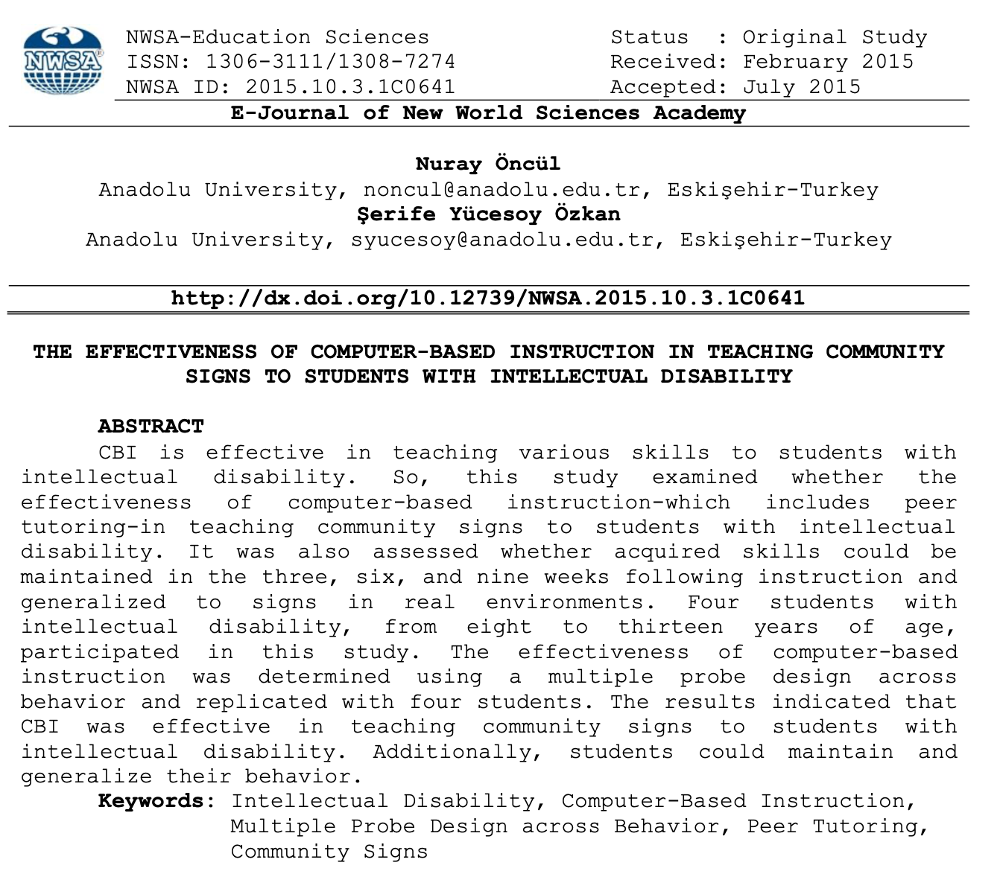 NWSA®
NWSA-Education Sciences
ISSN: 1306-3111/1308-7274
NWSA ID: 2015.10.3.1C0641
Status : Original Study
Received: February 2015
Accepted: July 2015
E-Journal of New World Sciences Academy
Nuray Öncül
Anadolu University, noncul@anadolu.edu.tr, Eskişehir-Turkey
Şerife Yücesoy Özkan
Anadolu University, syucesoy@anadolu.edu.tr, Eskişehir-Turkey
http://dx.doi.org/10.12739/NWSA.2015.10.3.1C0641
THE EFFECTIVENESS OF COMPUTER-BASED INSTRUCTION IN TEACHING COMMUNITY
SIGNS TO STUDENTS WITH INTELLECTUAL DISABILITY
ABSTRACT
CBI is effective in teaching various skills to students with
intellectual disability. So, this study examined whether the
effectiveness of computer-based instruction-which includes peer
tutoring-in teaching community signs to students with intellectual
disability. It was also assessed whether acquired skills could be
maintained in the three, six, and nine weeks following instruction and
generalized to signs in real environments. Four students with
intellectual disability, from eight to thirteen years of age,
participated in this study. The effectiveness of computer-based
instruction was determined using a multiple probe design across
behavior and replicated with four students. The results indicated that
CBI was effective in teaching community signs to students with
intellectual disability. Additionally, students could maintain and
generalize their behavior.
Keywords: Intellectual Disability, Computer-Based Instruction,
Multiple Probe Design across Behavior, Peer Tutoring,
Community Signs